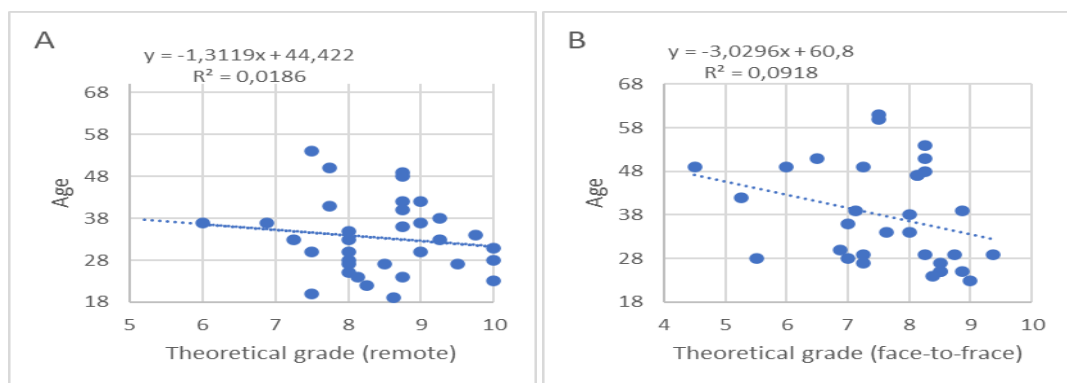 A
y = -1,3119x + 44,422
R² = 0,0186
68
58
48
38
28
18
Age
5 6 7 8 9 10
Theoretical grade (remote)
B
y = -3,0296x + 60,8
R² = 0,0918
68
58
48
38
28
18
Age
4 5 6 7 8 9 10
Theoretical grade (face-to-frace)